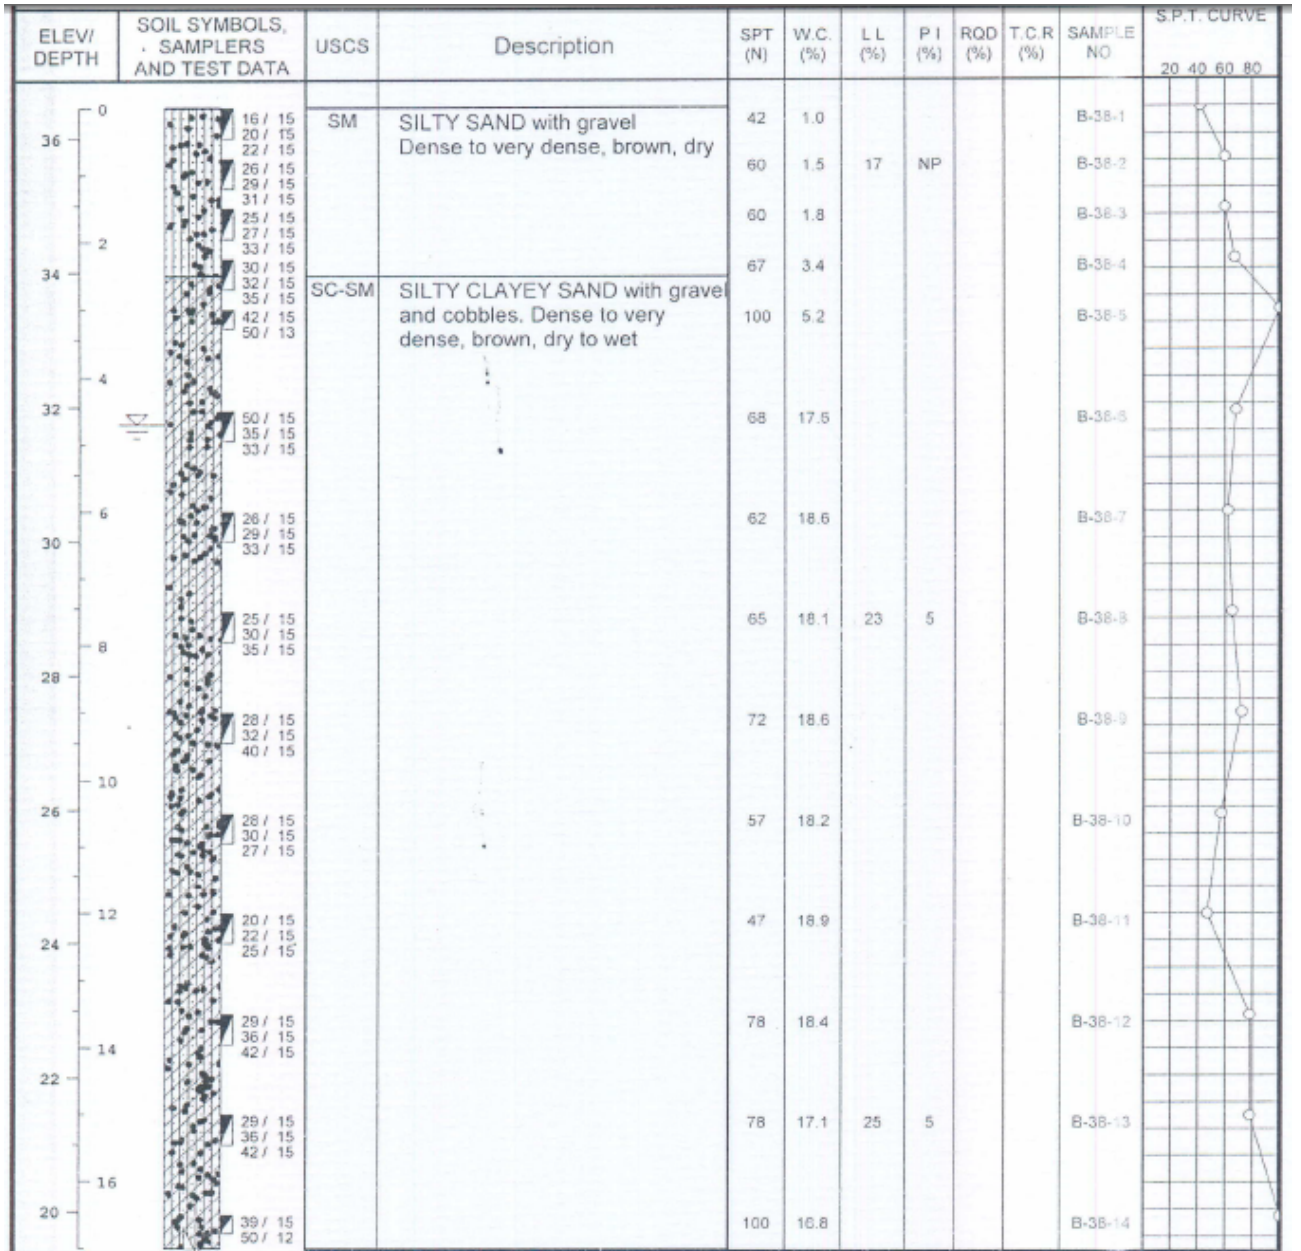 ELEV/ DEPTH SOIL SYMBOLS, SAMPLERS AND TEST DATA USCS Description SPT (N) W.C. (%) L L (%) P I (%) RQD (%) T.C.R (%) SAMPLE NO. S.P.T. CURVE
20 40 60 80
0
16 / 15 SM SILTY SAND with gravel 42 1.0 B-38-1
36 20 / 15 Dense to very dense, brown, dry
22 / 15
26 / 15 60 1.5 17 NP B-38-2
29 / 15
31 / 15
25 / 15 60 1.8 B-38-3
27 / 15
2 33 / 15
30 / 15 67 3.4 B-38-4
34 32 / 15
35 / 15 SC-SM SILTY CLAYEY SAND with gravel
42 / 15 and cobbles. Dense to very 100 5.2 B-38-5
50 / 13 dense, brown, dry to wet
4
32 50 / 15 68 17.5 B-38-6
35 / 15
33 / 15
6 26 / 15 62 18.6 B-38-7
29 / 15
30 33 / 15
25 / 15 65 18.1 23 5 B-38-8
30 / 15
8 35 / 15
28
28 / 15 72 18.6 B-38-9
32 / 15
40 / 15
10
26 28 / 15 57 18.2 B-38-10
30 / 15
27 / 15
12 20 / 15 47 18.9 B-38-11
22 / 15
24 25 / 15
29 / 15 78 18.4 B-38-12
36 / 15
14 42 / 15
22
29 / 15 78 17.1 25 5 B-38-13
36 / 15
42 / 15
16
20 39 / 15 100 16.8 B-38-14
50 / 12